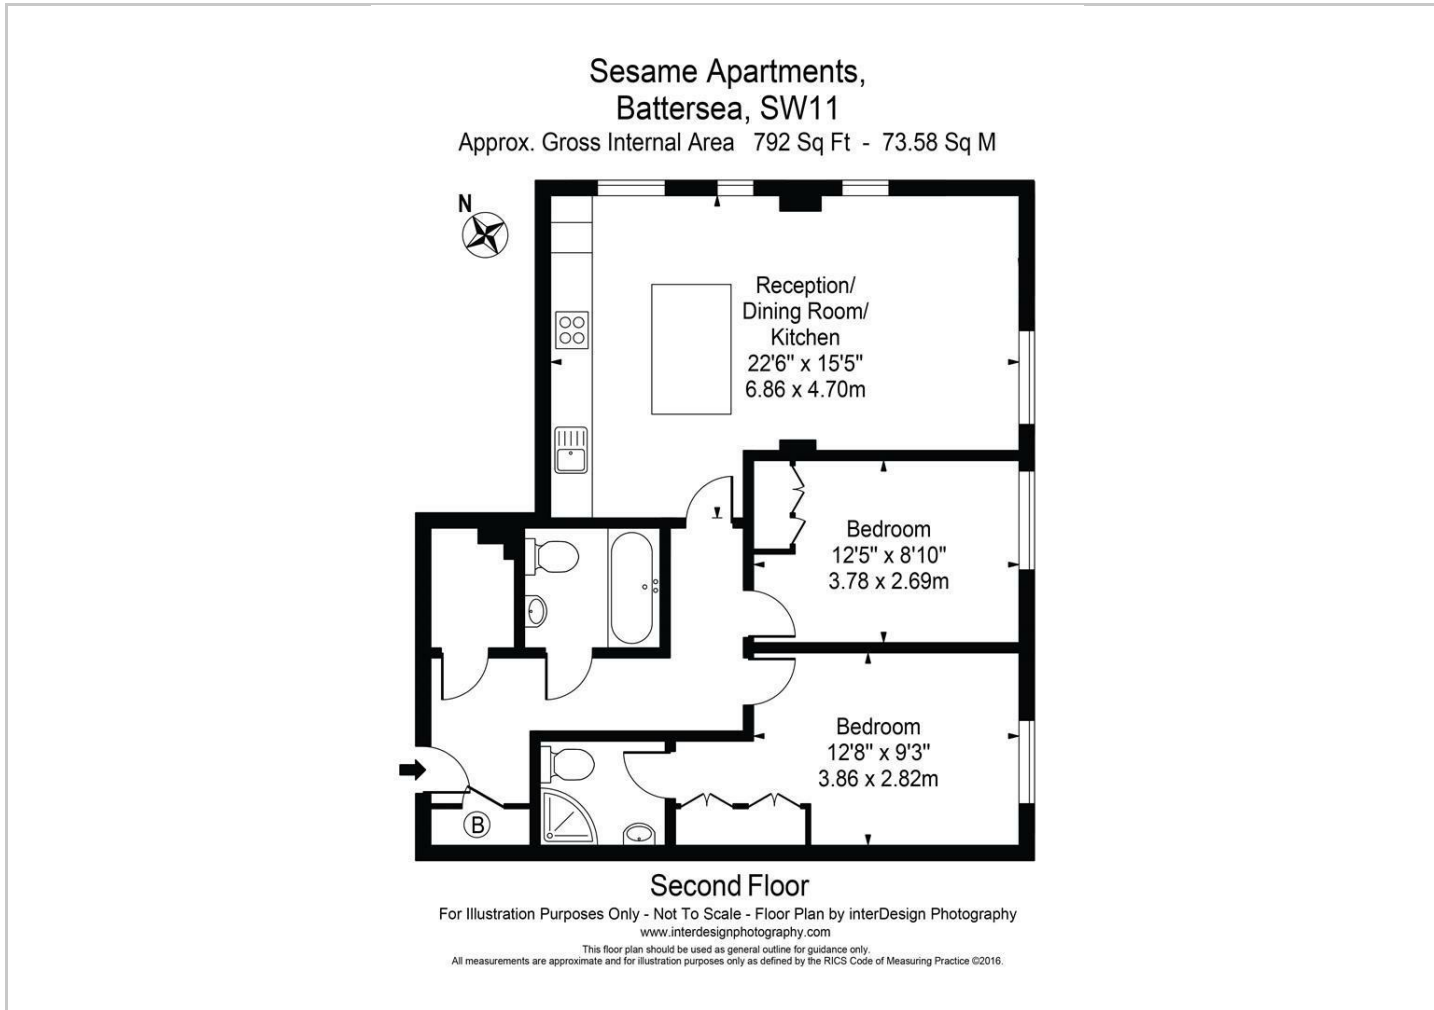 Sesame Apartments,
Battersea, SW11
Approx. Gross Internal Area 792 Sq Ft - 73.58 Sq M
N
Reception/
Dining Room/
Kitchen
22'6" x 15'5"
6.86 x 4.70m
Bedroom
12'5" x 8'10"
3.78 x 2.69m
Bedroom
12'8" x 9'3"
3.86 x 2.82m
B
Second Floor
For Illustration Purposes Only - Not To Scale - Floor Plan by interDesign Photography
www.interdesignphotography.com
This floor plan should be used as general outline for guidance only.
All measurements are approximate and for illustration purposes only as defined by the RICS Code of Measuring Practice ©2016.